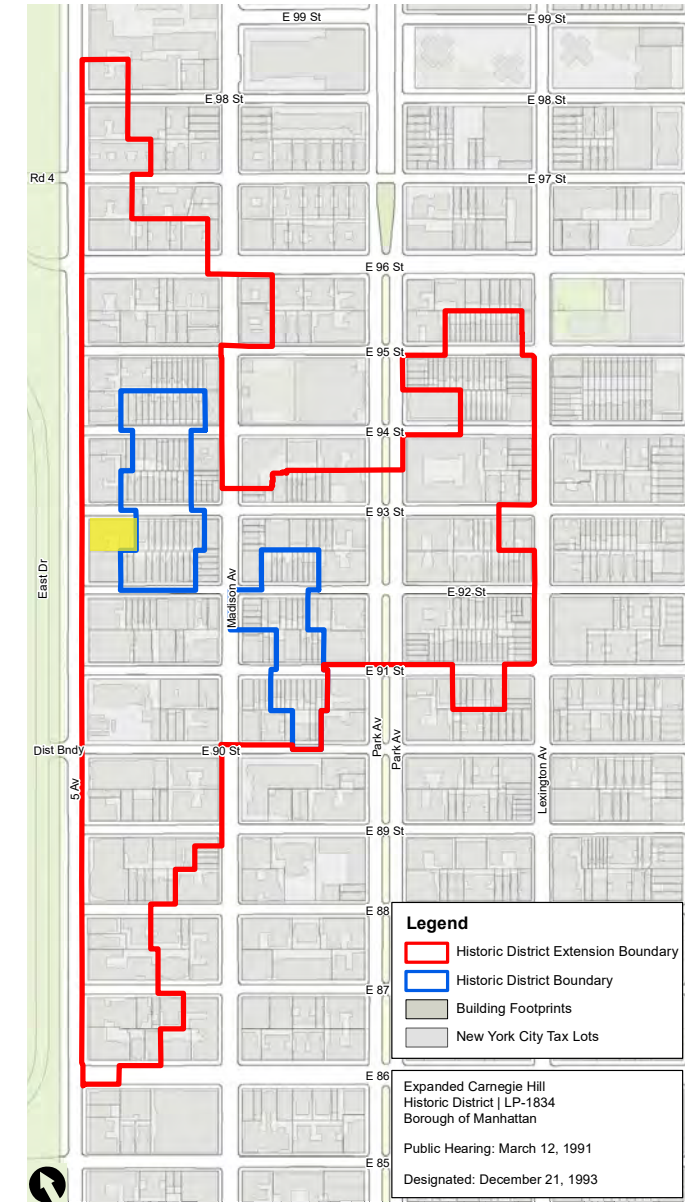 E 99 St
E 99 St
E 98 St
E 98 St
Rd 4
E 97 St
E 96 St
E 95 St
E 94 St
E 93 St
East Dr
Madison Av
E 92 St
E 91 St
Park Av
Park Av
Dist Bndy
E 90 St
5 Av
Lexington Av
E 89 St
E 88
E 87
E 86
E 85
Legend
Historic District Extension Boundary
Historic District Boundary
Building Footprints
New York City Tax Lots
Expanded Carnegie Hill
Historic District | LP-1834
Borough of Manhattan
Public Hearing: March 12, 1991
Designated: December 21, 1993